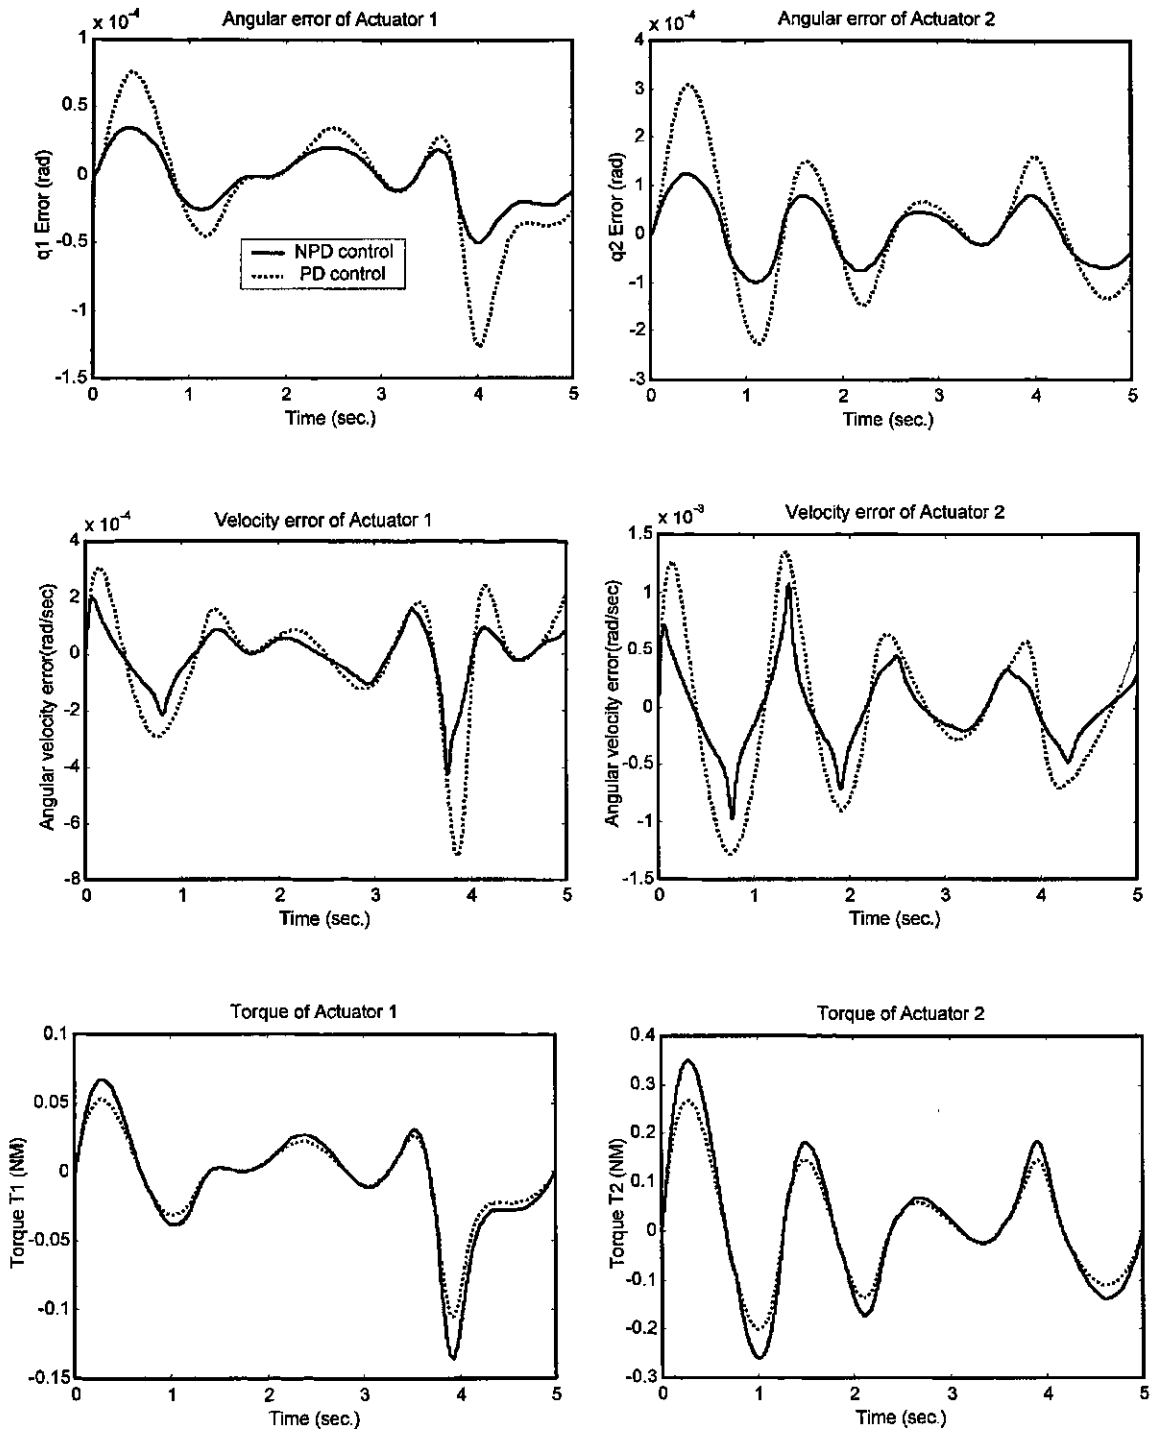 Angular error of Actuator 1
x 10⁻⁴
1
0.5
0
-0.5
-1
-1.5
q1 Error (rad)
NPD control
PD control
0 1 2 3 4 5
Time (sec.)
Angular error of Actuator 2
x 10⁻⁴
4
3
2
1
0
-1
-4
-3
q2 Error (rad)
0 1 2 3 4 5
Time (sec.)
Velocity error of Actuator 1
x 10⁻⁴
4
2
0
-2
-4
-6
-8
Angular velocity error(rad/sec)
0 1 2 3 4 5
Time (sec.)
Velocity error of Actuator 2
x 10⁻³
1.5
1
0.5
0
-0.5
-1
-1.5
Angular velocity error(rad/sec)
0 1 2 3 4 5
Time (sec.)
Torque of Actuator 1
0.1
0.05
0
-0.05
-0.1
-0.15
Torque T1 (NM)
0 1 2 3 4 5
Time (sec.)
Torque of Actuator 2
0.4
0.3
0.2
0.1
0
-0.1
-0.2
-0.3
Torque T2 (NM)
0 1 2 3 4 5
Time (sec.)